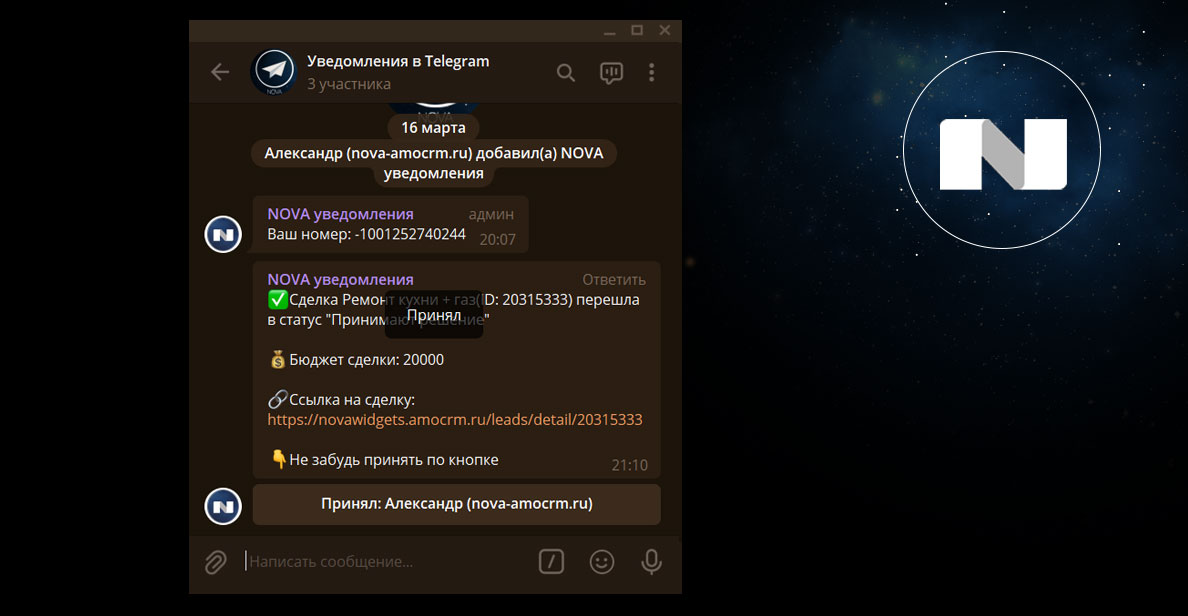 Уведомления в Telegram
3 участника
NOVA
NOVA
16 марта
Александр (nova-amocrm.ru) добавил(а) NOVA
уведомления
NOVA уведомления админ
Ваш номер: -1001252740244 20:07
NOVA уведомления Ответить
✅Сделка Ремонт кухни + газ(ID: 20315333) перешла
в статус "Принимают решение"
Принял
💰Бюджет сделки: 20000
🔗Ссылка на сделку:
https://novawidgets.amocrm.ru/leads/detail/20315333
👇Не забудь принять по кнопке
21:10
Принял: Александр (nova-amocrm.ru)
Написать сообщение...
N
N
N